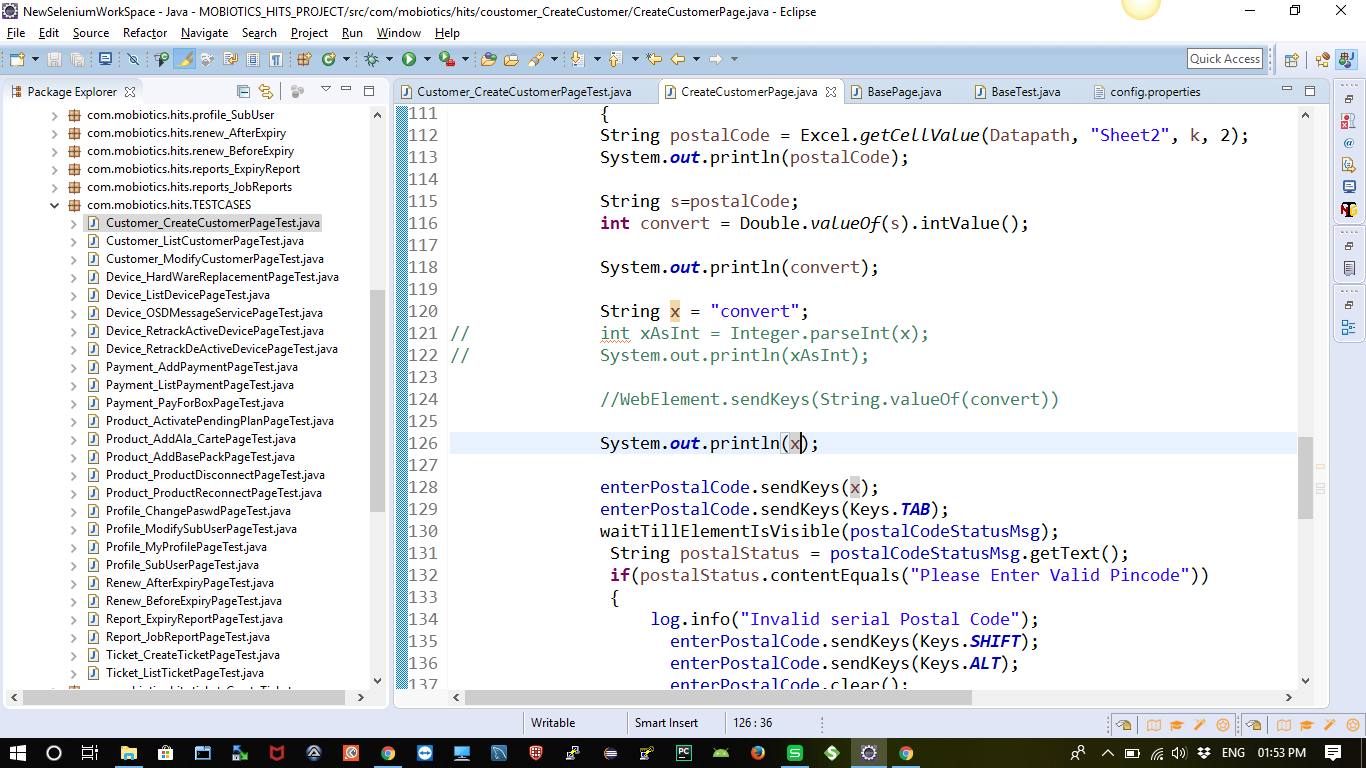 NewSeleniumWorkSpace - Java - MOBIOTICS_HITS_PROJECT/src/com/mobiotics/hits/coustomer_CreateCustomer/CreateCustomerPage.java - Eclipse
File Edit Source Refactor Navigate Search Project Run Window Help
Quick Access
Package Explorer
com.mobiotics.hits.profile_SubUser
com.mobiotics.hits.renew_AfterExpiry
com.mobiotics.hits.renew_BeforeExpiry
com.mobiotics.hits.reports_ExpiryReport
com.mobiotics.hits.reports_JobReports
com.mobiotics.hits.TESTCASES
Customer_CreateCustomerPageTest.java
Customer_ListCustomerPageTest.java
Customer_ModifyCustomerPageTest.java
Device_HardWareReplacementPageTest.java
Device_ListDevicePageTest.java
Device_OSDMessageServicePageTest.java
Device_RetrackActiveDevicePageTest.java
Device_RetrackDeActiveDevicePageTest.java
Payment_AddPaymentPageTest.java
Payment_ListPaymentPageTest.java
Payment_PayForBoxPageTest.java
Product_ActivatePendingPlanPageTest.java
Product_AddAla_CartePageTest.java
Product_AddBasePackPageTest.java
Product_ProductDisconnectPageTest.java
Product_ProductReconnectPageTest.java
Profile_ChangePaswdPageTest.java
Profile_ModifySubUserPageTest.java
Profile_MyProfilePageTest.java
Profile_SubUserPageTest.java
Renew_AfterExpiryPageTest.java
Renew_BeforeExpiryPageTest.java
Report_ExpiryReportPageTest.java
Report_JobReportPageTest.java
Ticket_CreateTicketPageTest.java
Ticket_ListTicketPageTest.java
Customer_CreateCustomerPageTest.java CreateCustomerPage.java BasePage.java BaseTest.java config.properties
111 {
112 String postalCode = Excel.getCellValue(Datapath, "Sheet2", k, 2);
113 System.out.println(postalCode);
114
115 String s=postalCode;
116 int convert = Double.valueOf(s).intValue();
117
118 System.out.println(convert);
119
120 String x = "convert";
121 // int xAsInt = Integer.parseInt(x);
122 // System.out.println(xAsInt);
123
124 //WebElement.sendKeys(String.valueOf(convert))
125
126 System.out.println(x);
127
128 enterPostalCode.sendKeys(x);
129 enterPostalCode.sendKeys(Keys.TAB);
130 waitTillElementIsVisible(postalCodeStatusMsg);
131 String postalStatus = postalCodeStatusMsg.getText();
132 if(postalStatus.contentEquals("Please Enter Valid Pincode"))
133 {
134 log.info("Invalid serial Postal Code");
135 enterPostalCode.sendKeys(Keys.SHIFT);
136 enterPostalCode.sendKeys(Keys.ALT);
137 enterPostalCode.clear();
Writable Smart Insert 126 : 36
ENG 01:53 PM